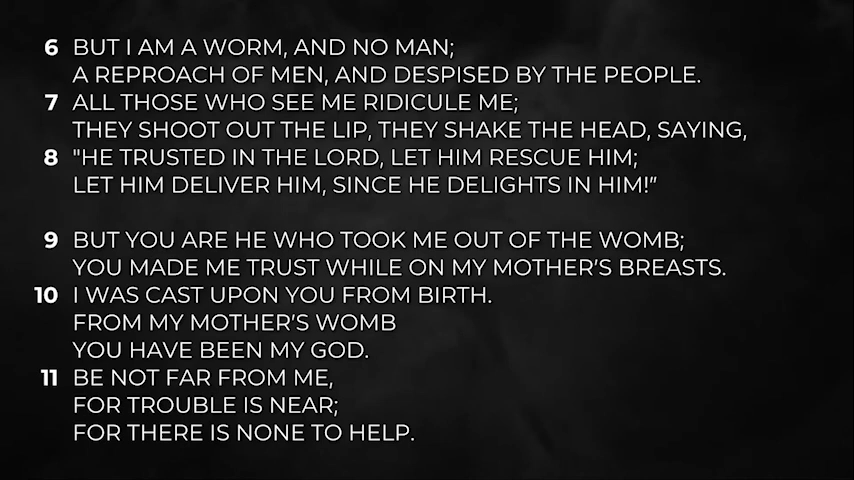 6 BUT I AM A WORM, AND NO MAN;
A REPROACH OF MEN, AND DESPISED BY THE PEOPLE.
7 ALL THOSE WHO SEE ME RIDICULE ME;
THEY SHOOT OUT THE LIP, THEY SHAKE THE HEAD, SAYING,
8 "HE TRUSTED IN THE LORD, LET HIM RESCUE HIM;
LET HIM DELIVER HIM, SINCE HE DELIGHTS IN HIM!”
9 BUT YOU ARE HE WHO TOOK ME OUT OF THE WOMB;
YOU MADE ME TRUST WHILE ON MY MOTHER’S BREASTS.
10 I WAS CAST UPON YOU FROM BIRTH.
FROM MY MOTHER’S WOMB
YOU HAVE BEEN MY GOD.
11 BE NOT FAR FROM ME,
FOR TROUBLE IS NEAR;
FOR THERE IS NONE TO HELP.